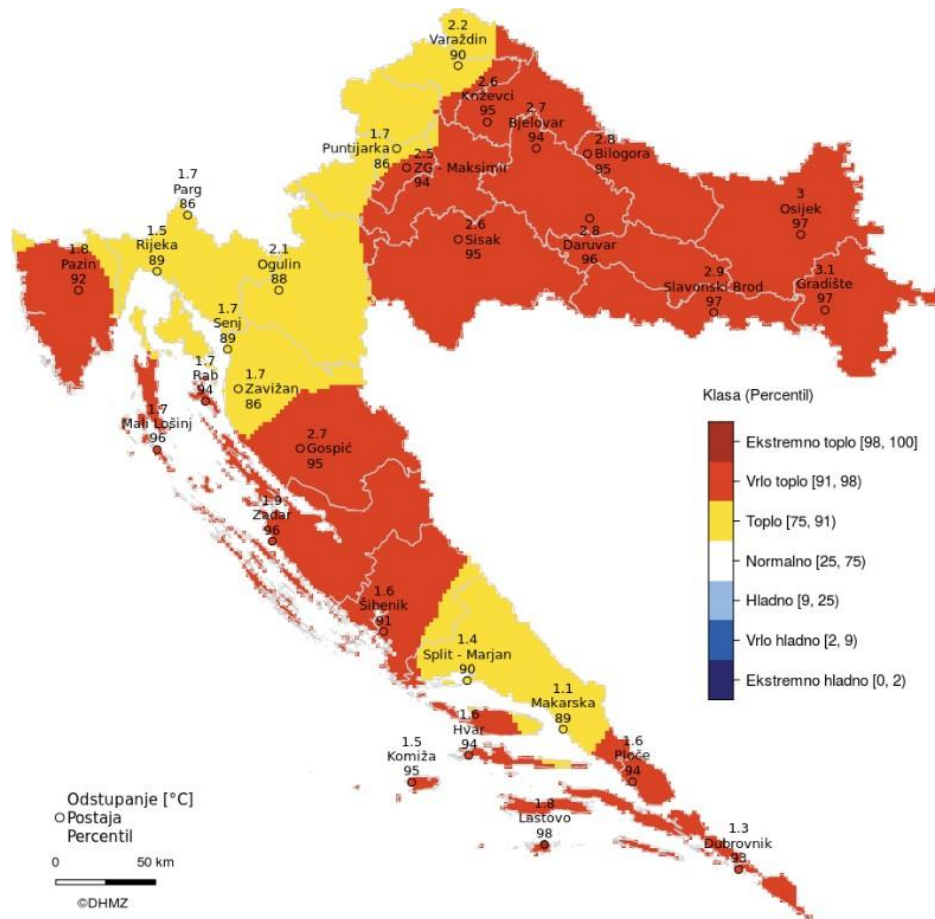 2.2
Varaždin
90
2.6
Križevci
95
2.7
Bjelovar
94
2.8
Bilogora
95
1.7
Puntijarka
86
2.5
ZG - Maksimir
94
1.7
Parg
86
1.5
Rijeka
89
1.8
Pazin
92
2.1
Ogulin
88
2.6
Sisak
95
2.8
Daruvar
96
3
Osijek
97
2.9
Slavonski Brod
97
3.1
Gradište
97
1.7
Senj
89
1.7
Rab
94
1.7
Zavižan
86
1.7
Mali Lošinj
96
2.7
Gospić
95
1.9
Zadar
96
1.6
Šibenik
91
1.4
Split - Marjan
90
1.1
Makarska
89
1.6
Hvar
94
1.5
Komiža
95
1.6
Ploče
94
1.8
Lastovo
98
1.3
Dubrovnik
93
Klasa (Percentil)
Ekstremno toplo [98, 100]
Vrlo toplo [91, 98)
Toplo [75, 91)
Normalno [25, 75)
Hladno [9, 25)
Vrlo hladno [2, 9)
Ekstremno hladno [0, 2)
Odstupanje [°C]
Postaja
Percentil
0 50 km
©DHMZ